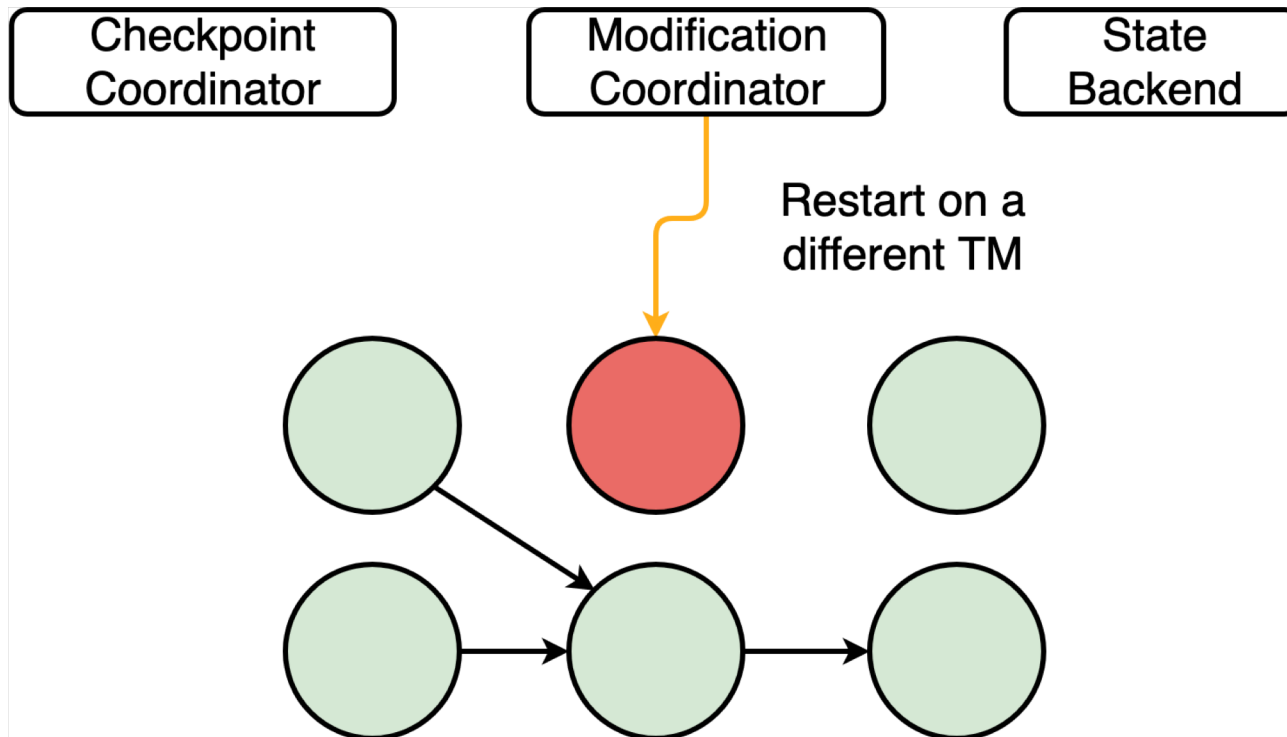 Checkpoint
Coordinator
Modification
Coordinator
State
Backend
Restart on a
different TM